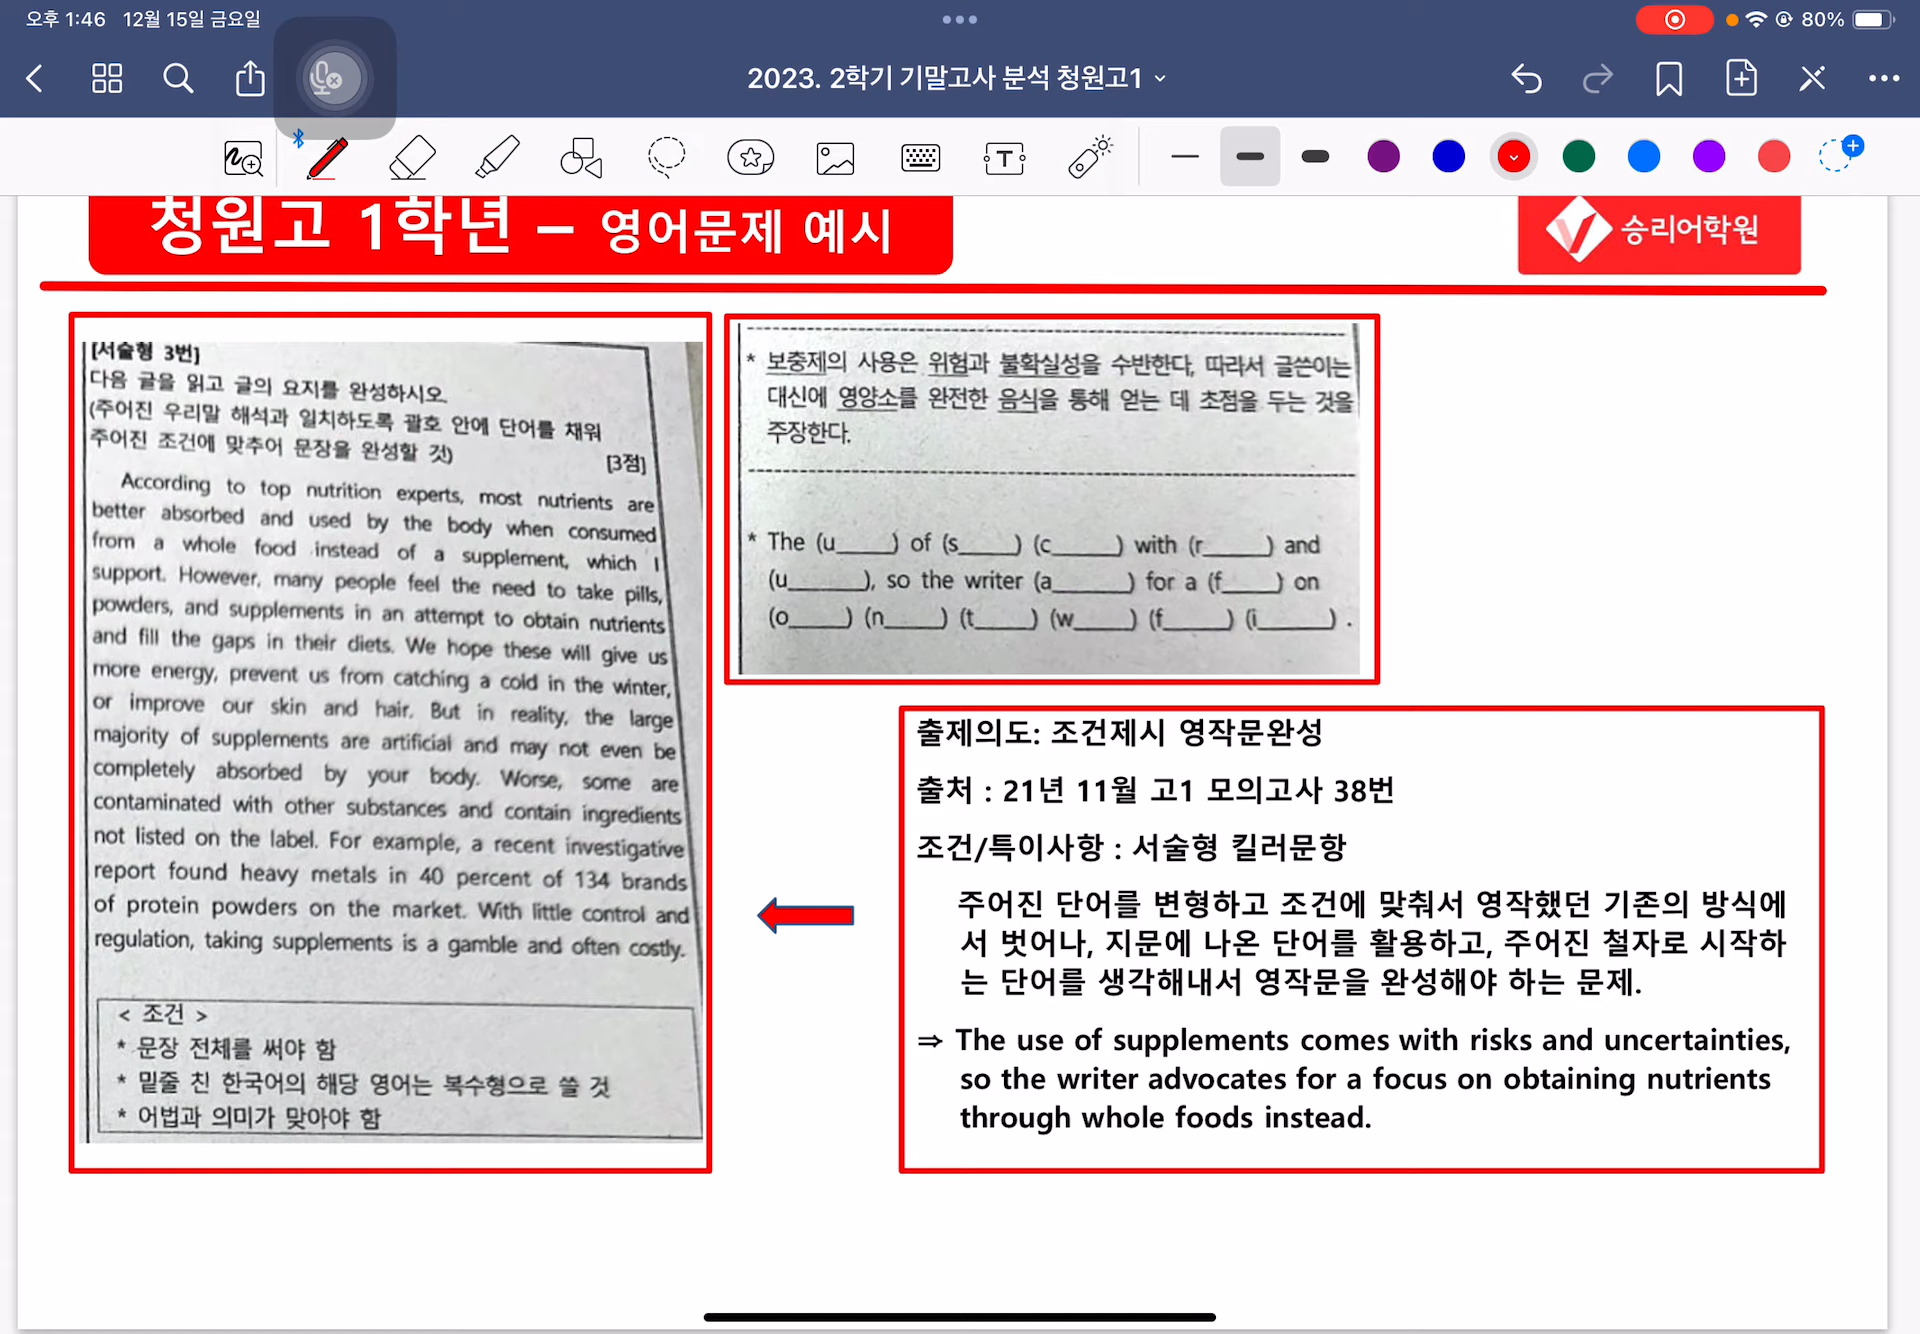 오후 1:46 12월 15일 금요일
80%
2023. 2학기 기말고사 분석 청원고1
청원고 1학년 – 영어문제 예시
승리어학원
[서술형 3번]
다음 글을 읽고 글의 요지를 완성하시오.
(주어진 우리말 해석과 일치하도록 괄호 안에 단어를 채워
주어진 조건에 맞추어 문장을 완성할 것)
[3점]
According to top nutrition experts, most nutrients are
better absorbed and used by the body when consumed
from a whole food instead of a supplement, which I
support. However, many people feel the need to take pills,
powders, and supplements in an attempt to obtain nutrients
and fill the gaps in their diets. We hope these will give us
more energy, prevent us from catching a cold in the winter,
or improve our skin and hair. But in reality, the large
majority of supplements are artificial and may not even be
completely absorbed by your body. Worse, some are
contaminated with other substances and contain ingredients
not listed on the label. For example, a recent investigative
report found heavy metals in 40 percent of 134 brands
of protein powders on the market. With little control and
regulation, taking supplements is a gamble and often costly.
< 조건 >
* 문장 전체를 써야 함
* 밑줄 친 한국어의 해당 영어는 복수형으로 쓸 것
* 어법과 의미가 맞아야 함
* 보충제의 사용은 위험과 불확실성을 수반한다, 따라서 글쓴이는
대신에 영양소를 완전한 음식을 통해 얻는 데 초점을 두는 것을
주장한다.
* The (u_____) of (s_____) (c_____) with (r_____) and
(u______), so the writer (a______) for a (f_____) on
(o_____) (n_____) (t_____) (w_____) (f_____) (i______) .
출제의도: 조건제시 영작문완성
출처 : 21년 11월 고1 모의고사 38번
조건/특이사항 : 서술형 킬러문항
주어진 단어를 변형하고 조건에 맞춰서 영작했던 기존의 방식에
서 벗어나, 지문에 나온 단어를 활용하고, 주어진 철자로 시작하
는 단어를 생각해내서 영작문을 완성해야 하는 문제.
⇒ The use of supplements comes with risks and uncertainties,
so the writer advocates for a focus on obtaining nutrients
through whole foods instead.